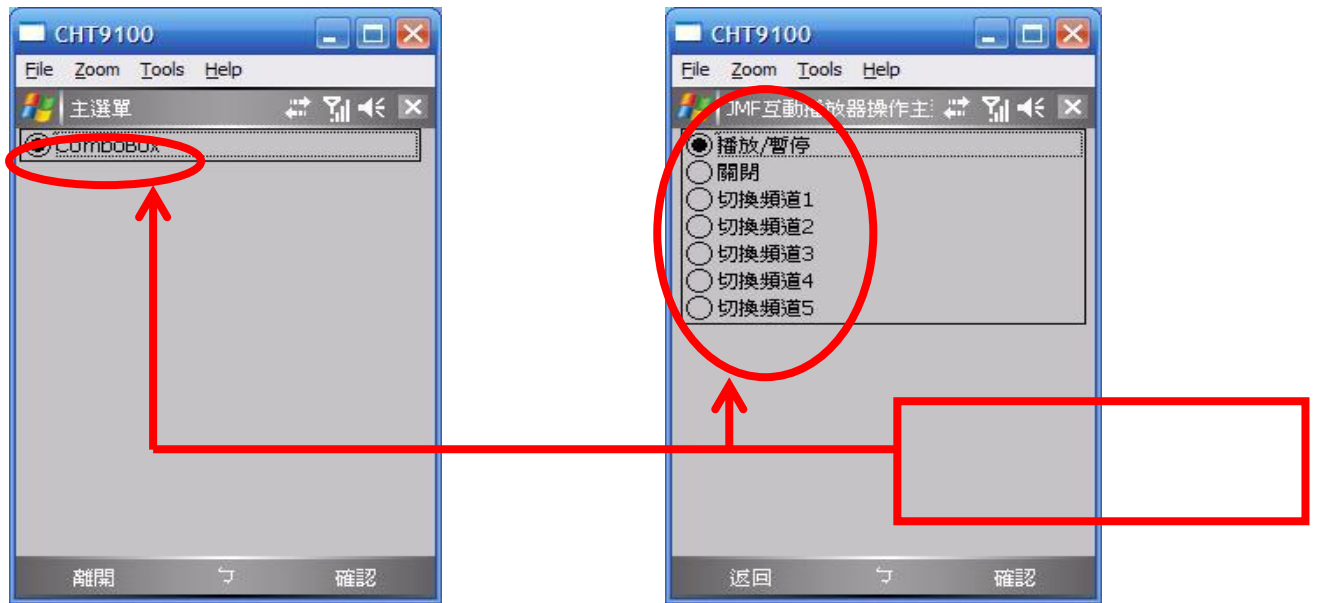 CHT9100
File Zoom Tools Help
主選單
ComboBox
離開 ㄅ 確認
CHT9100
File Zoom Tools Help
JMF互動播放器操作主
播放/暫停
關閉
切換頻道1
切換頻道2
切換頻道3
切換頻道4
切換頻道5
返回 ㄅ 確認